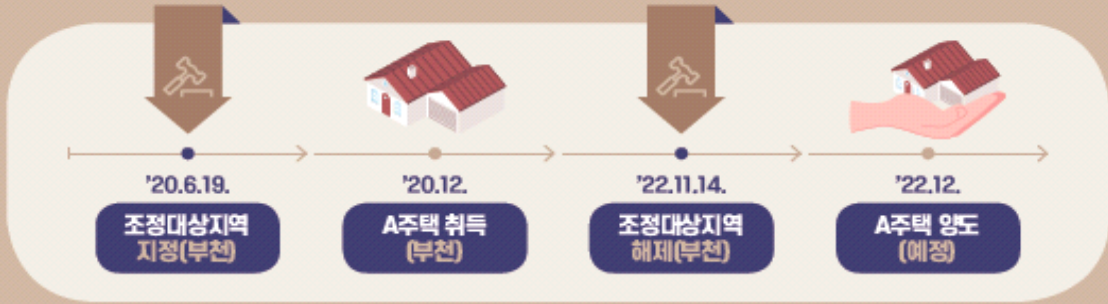 '20.6.19.
조정대상지역
지정(부천)
'20.12.
A주택 취득
(부천)
'22.11.14.
조정대상지역
해제(부천)
'22.12.
A주택 양도
(예정)